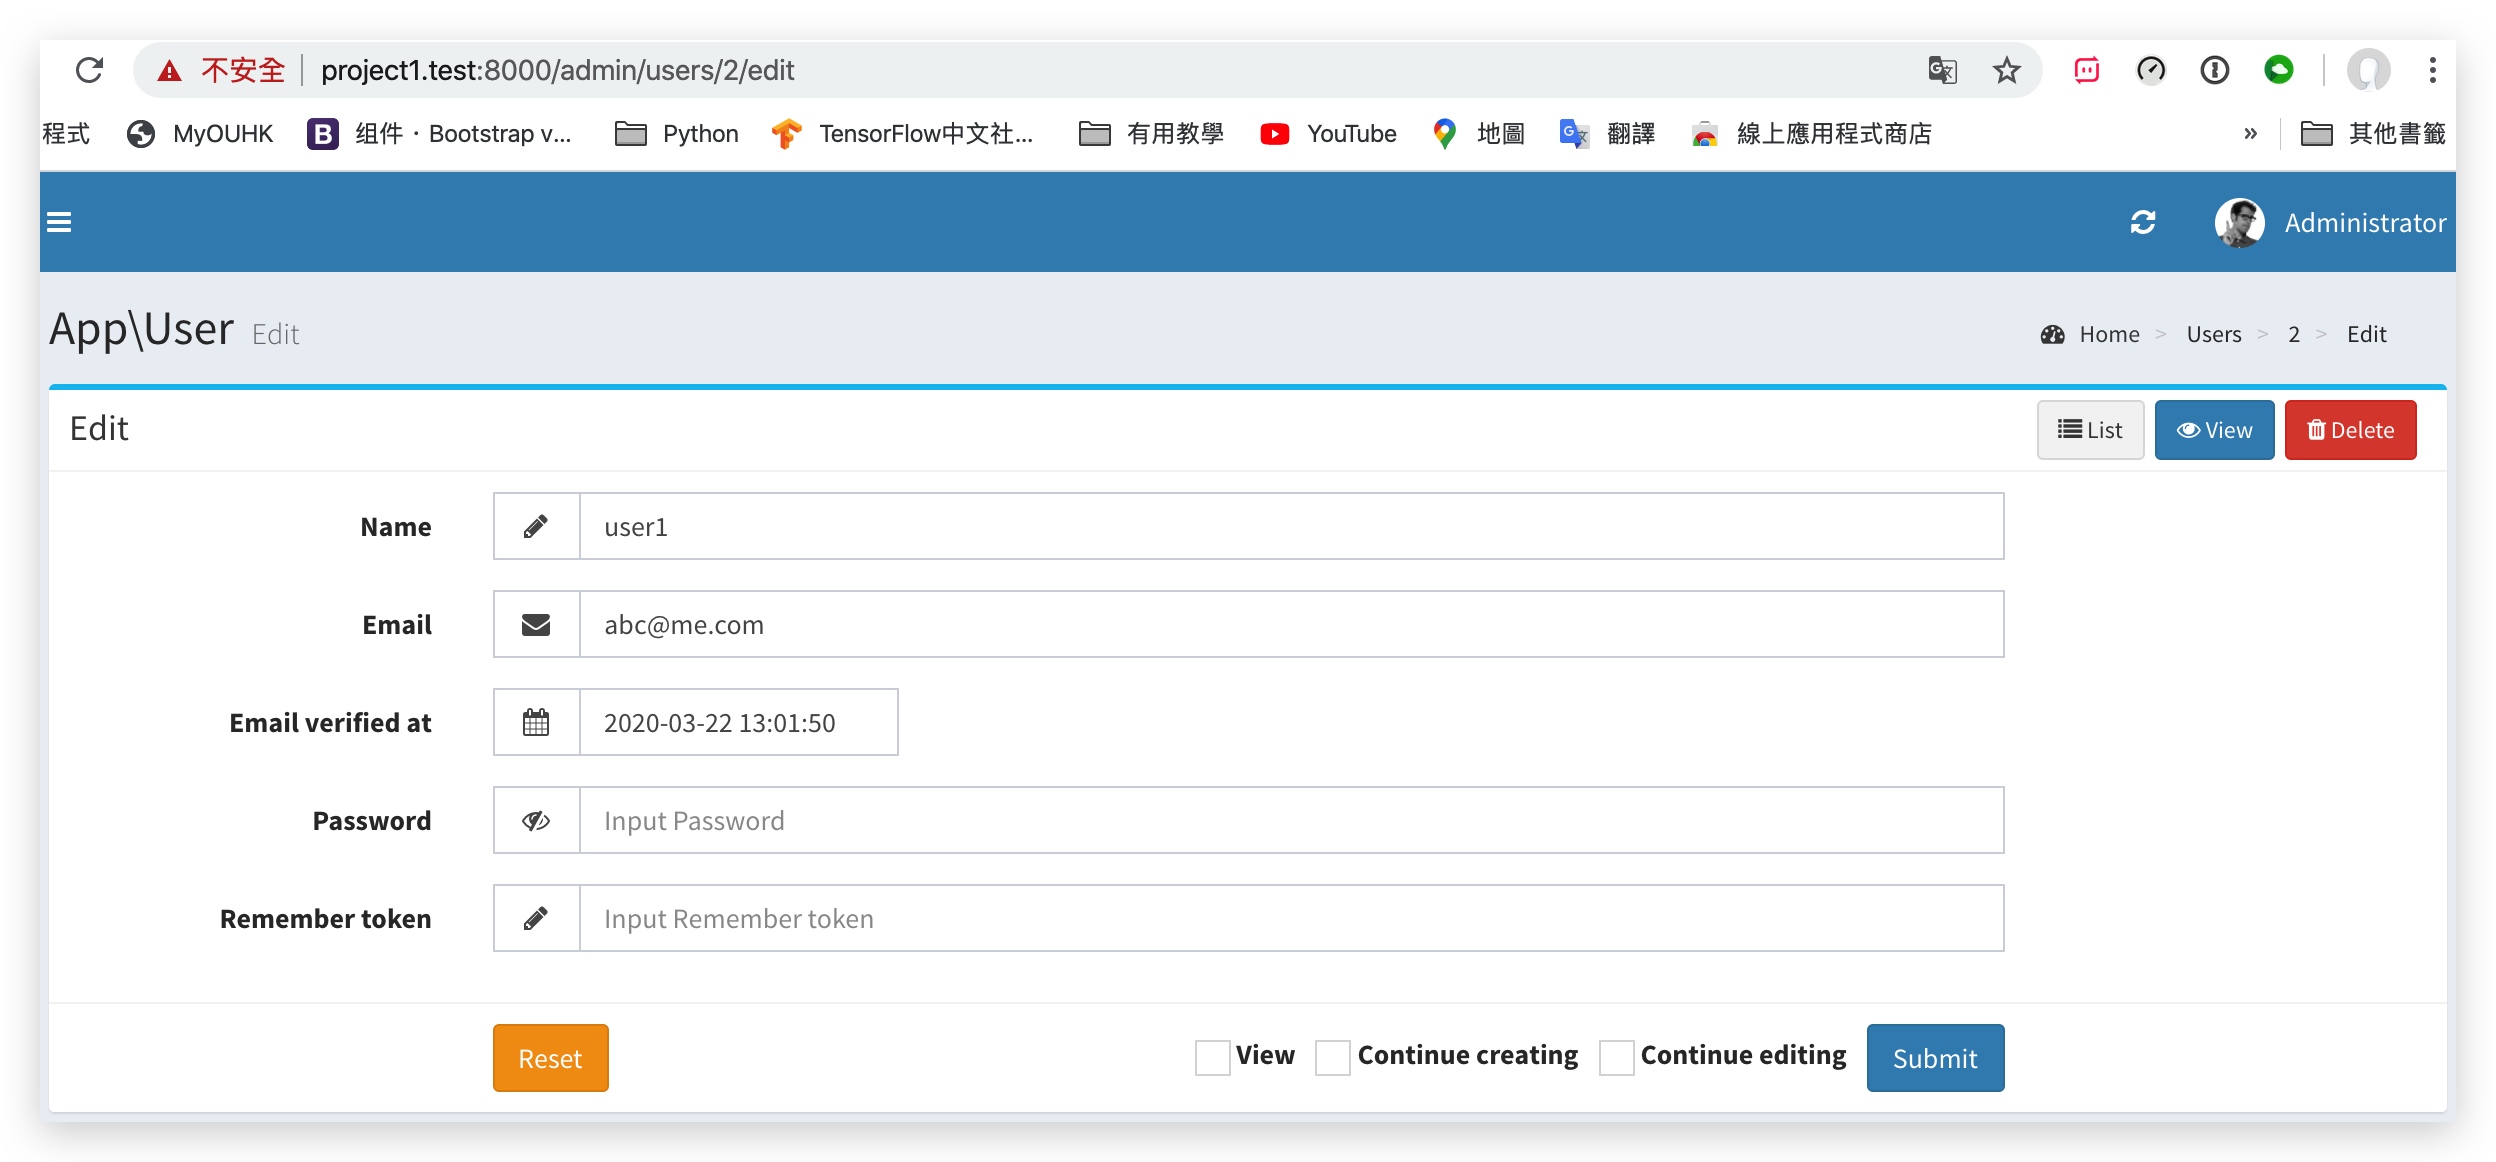 不安全 project1.test:8000/admin/users/2/edit
程式 MyOUHK B 组件 · Bootstrap v... Python TensorFlow中文社... 有用教學 YouTube 地圖 翻譯 線上應用程式商店 » 其他書籤
Administrator
App\User Edit Home > Users > 2 > Edit
Edit List View Delete
Name user1
Email abc@me.com
Email verified at 2020-03-22 13:01:50
Password Input Password
Remember token Input Remember token
Reset View Continue creating Continue editing Submit